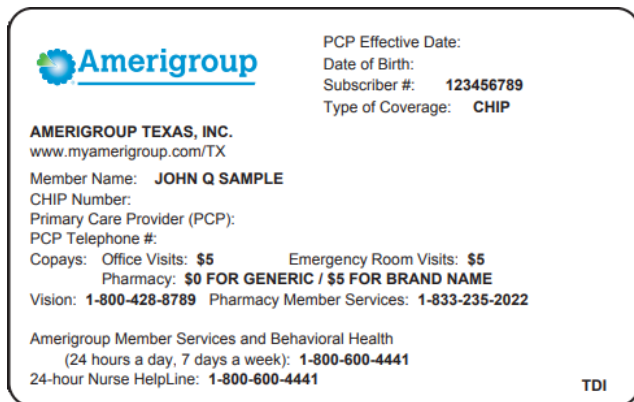 Amerigroup
PCP Effective Date:
Date of Birth:
Subscriber #: 123456789
Type of Coverage: CHIP
AMERIGROUP TEXAS, INC.
www.myamerigroup.com/TX
Member Name: JOHN Q SAMPLE
CHIP Number:
Primary Care Provider (PCP):
PCP Telephone #:
Copays: Office Visits: $5 Emergency Room Visits: $5
Pharmacy: $0 FOR GENERIC / $5 FOR BRAND NAME
Vision: 1-800-428-8789 Pharmacy Member Services: 1-833-235-2022
Amerigroup Member Services and Behavioral Health
(24 hours a day, 7 days a week): 1-800-600-4441
24-hour Nurse HelpLine: 1-800-600-4441
TDI